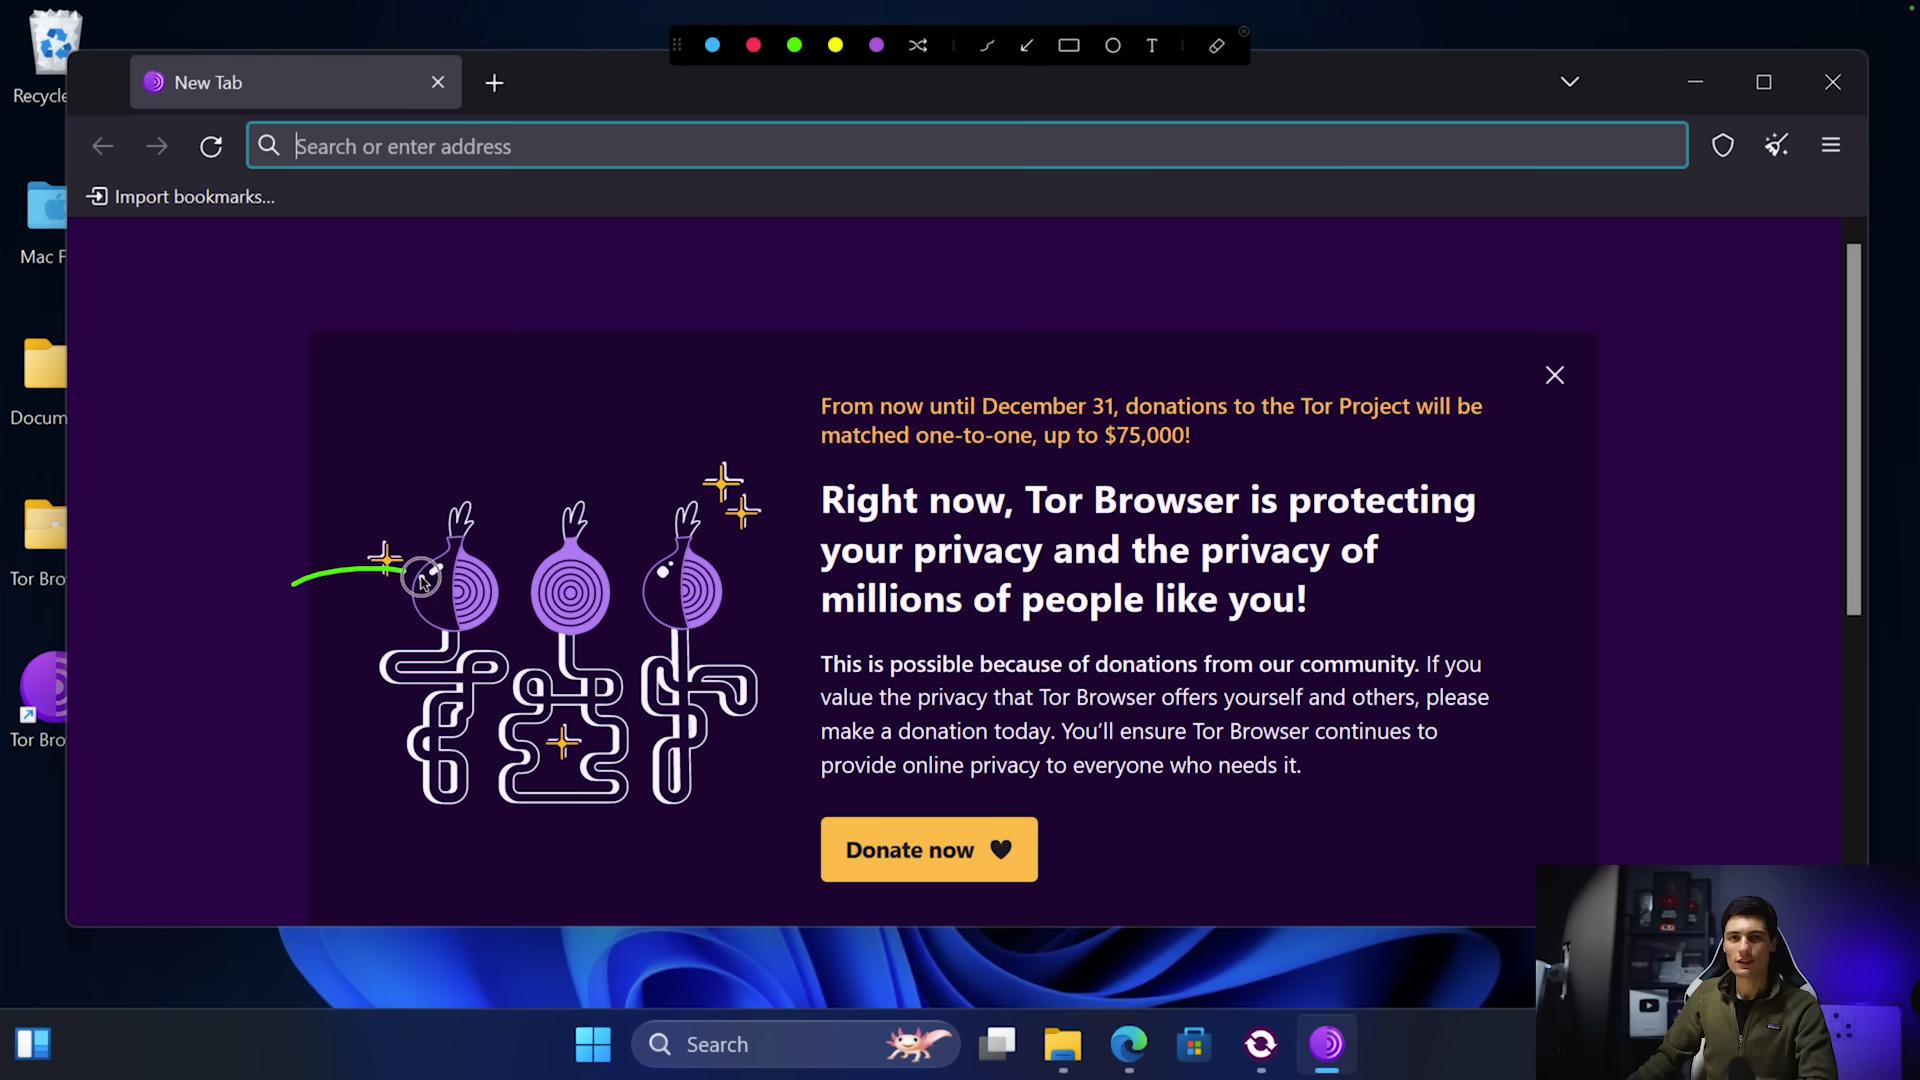 Recycle
New Tab
Search or enter address
Import bookmarks...
Mac F
Docum
Tor Bro
Tor Bro
From now until December 31, donations to the Tor Project will be
matched one-to-one, up to $75,000!
Right now, Tor Browser is protecting
your privacy and the privacy of
millions of people like you!
This is possible because of donations from our community. If you
value the privacy that Tor Browser offers yourself and others, please
make a donation today. You’ll ensure Tor Browser continues to
provide online privacy to everyone who needs it.
Donate now
Search